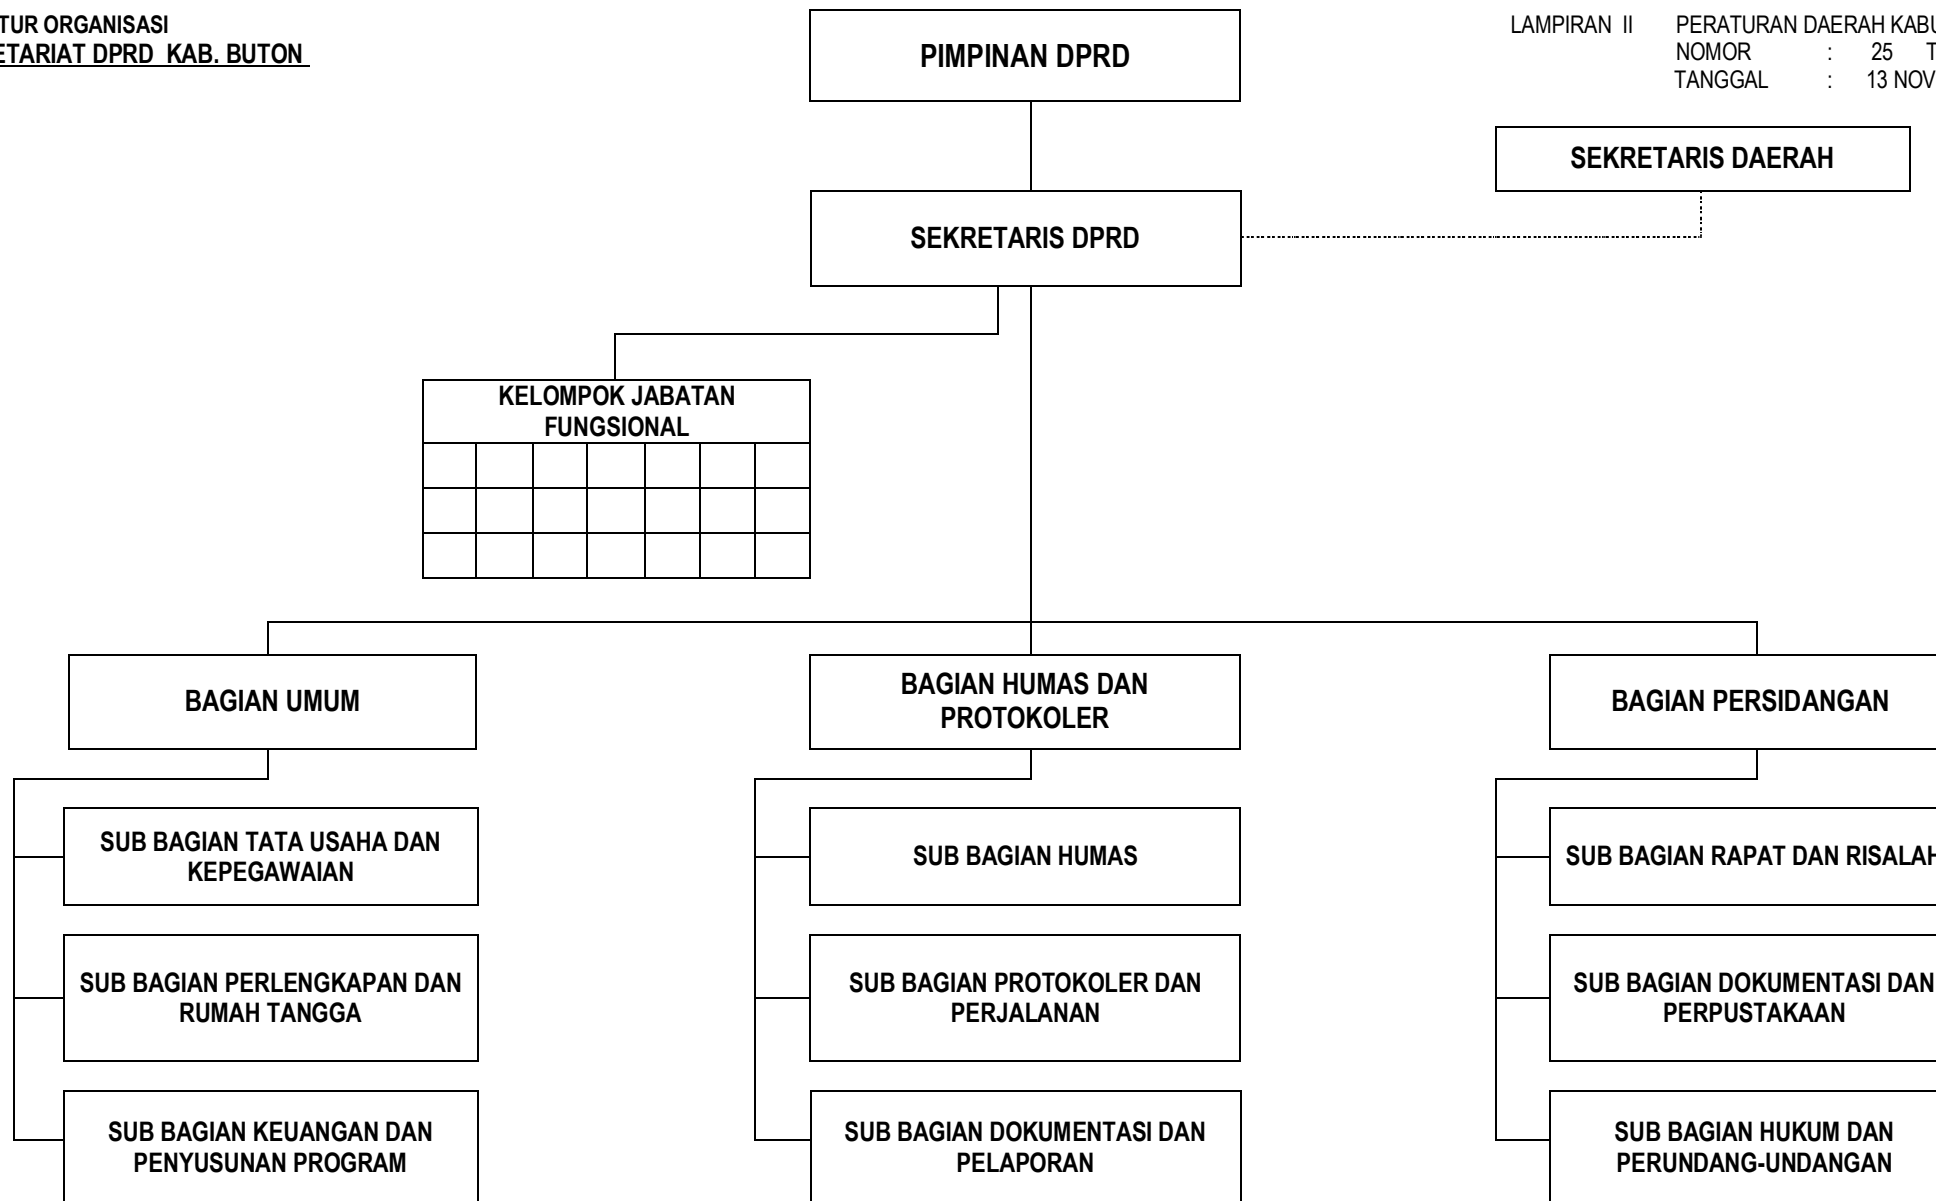 TUR ORGANISASI
ETARIAT DPRD KAB. BUTON
LAMPIRAN II PERATURAN DAERAH KABU
NOMOR : 25 T
TANGGAL : 13 NOV
PIMPINAN DPRD
SEKRETARIS DAERAH
SEKRETARIS DPRD
KELOMPOK JABATAN
FUNGSIONAL
BAGIAN UMUM
BAGIAN HUMAS DAN
PROTOKOLER
BAGIAN PERSIDANGAN
SUB BAGIAN TATA USAHA DAN
KEPEGAWAIAN
SUB BAGIAN HUMAS
SUB BAGIAN RAPAT DAN RISALAH
SUB BAGIAN PERLENGKAPAN DAN
RUMAH TANGGA
SUB BAGIAN PROTOKOLER DAN
PERJALANAN
SUB BAGIAN DOKUMENTASI DAN
PERPUSTAKAAN
SUB BAGIAN KEUANGAN DAN
PENYUSUNAN PROGRAM
SUB BAGIAN DOKUMENTASI DAN
PELAPORAN
SUB BAGIAN HUKUM DAN
PERUNDANG-UNDANGAN